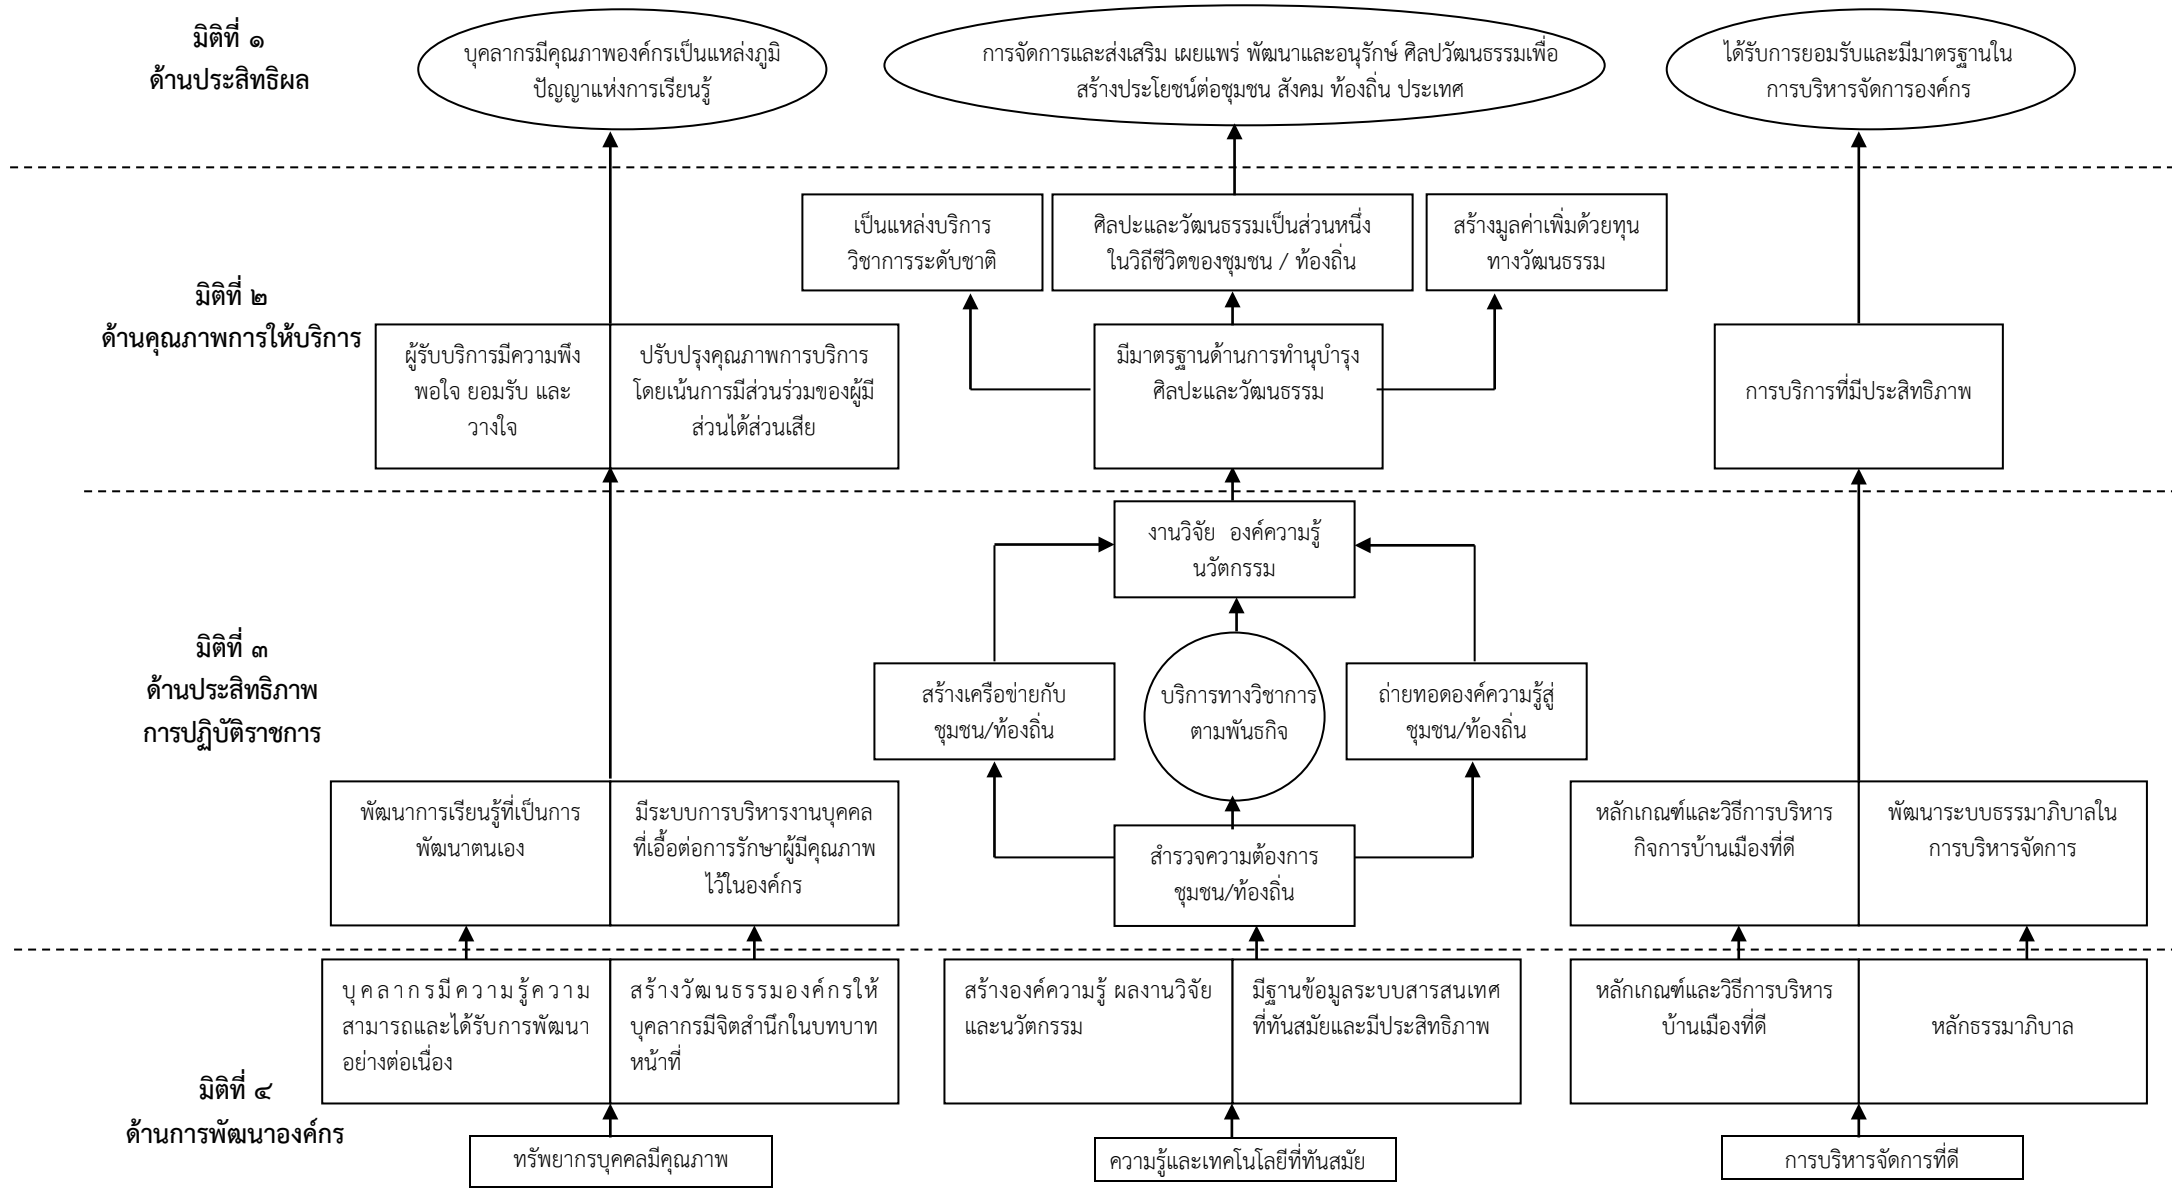 มิติที่ ๑
ด้านประสิทธิผล
บุคลากรมีคุณภาพองค์กรเป็นแหล่งภูมิ
ปัญญาแห่งการเรียนรู้
การจัดการและส่งเสริม เผยแพร่ พัฒนาและอนุรักษ์ ศิลปวัฒนธรรมเพื่อ
สร้างประโยชน์ต่อชุมชน สังคม ท้องถิ่น ประเทศ
ได้รับการยอมรับและมีมาตรฐานใน
การบริหารจัดการองค์กร
มิติที่ ๒
ด้านคุณภาพการให้บริการ
เป็นแหล่งบริการ
วิชาการระดับชาติ
ศิลปะและวัฒนธรรมเป็นส่วนหนึ่ง
ในวิถีชีวิตของชุมชน / ท้องถิ่น
สร้างมูลค่าเพิ่มด้วยทุน
ทางวัฒนธรรม
ผู้รับบริการมีความพึง
พอใจ ยอมรับ และ
วางใจ
ปรับปรุงคุณภาพการบริการ
โดยเน้นการมีส่วนร่วมของผู้มี
ส่วนได้ส่วนเสีย
มีมาตรฐานด้านการทำนุบำรุง
ศิลปะและวัฒนธรรม
การบริการที่มีประสิทธิภาพ
มิติที่ ๓
ด้านประสิทธิภาพ
การปฏิบัติราชการ
งานวิจัย องค์ความรู้
นวัตกรรม
สร้างเครือข่ายกับ
ชุมชน/ท้องถิ่น
บริการทางวิชาการ
ตามพันธกิจ
ถ่ายทอดองค์ความรู้สู่
ชุมชน/ท้องถิ่น
พัฒนาการเรียนรู้ที่เป็นการ
พัฒนาตนเอง
มีระบบการบริหารงานบุคคล
ที่เอื้อต่อการรักษาผู้มีคุณภาพ
ไว้ในองค์กร
สำรวจความต้องการ
ชุมชน/ท้องถิ่น
หลักเกณฑ์และวิธีการบริหาร
กิจการบ้านเมืองที่ดี
พัฒนาระบบธรรมาภิบาลใน
การบริหารจัดการ
มิติที่ ๔
ด้านการพัฒนาองค์กร
บุคลากรมีความรู้ความ
สามารถและได้รับการพัฒนา
อย่างต่อเนื่อง
สร้างวัฒนธรรมองค์กรให้
บุคลากรมีจิตสำนึกในบทบาท
หน้าที่
สร้างองค์ความรู้ ผลงานวิจัย
และนวัตกรรม
มีฐานข้อมูลระบบสารสนเทศ
ที่ทันสมัยและมีประสิทธิภาพ
หลักเกณฑ์และวิธีการบริหาร
บ้านเมืองที่ดี
หลักธรรมาภิบาล
ทรัพยากรบุคคลมีคุณภาพ
ความรู้และเทคโนโลยีที่ทันสมัย
การบริหารจัดการที่ดี